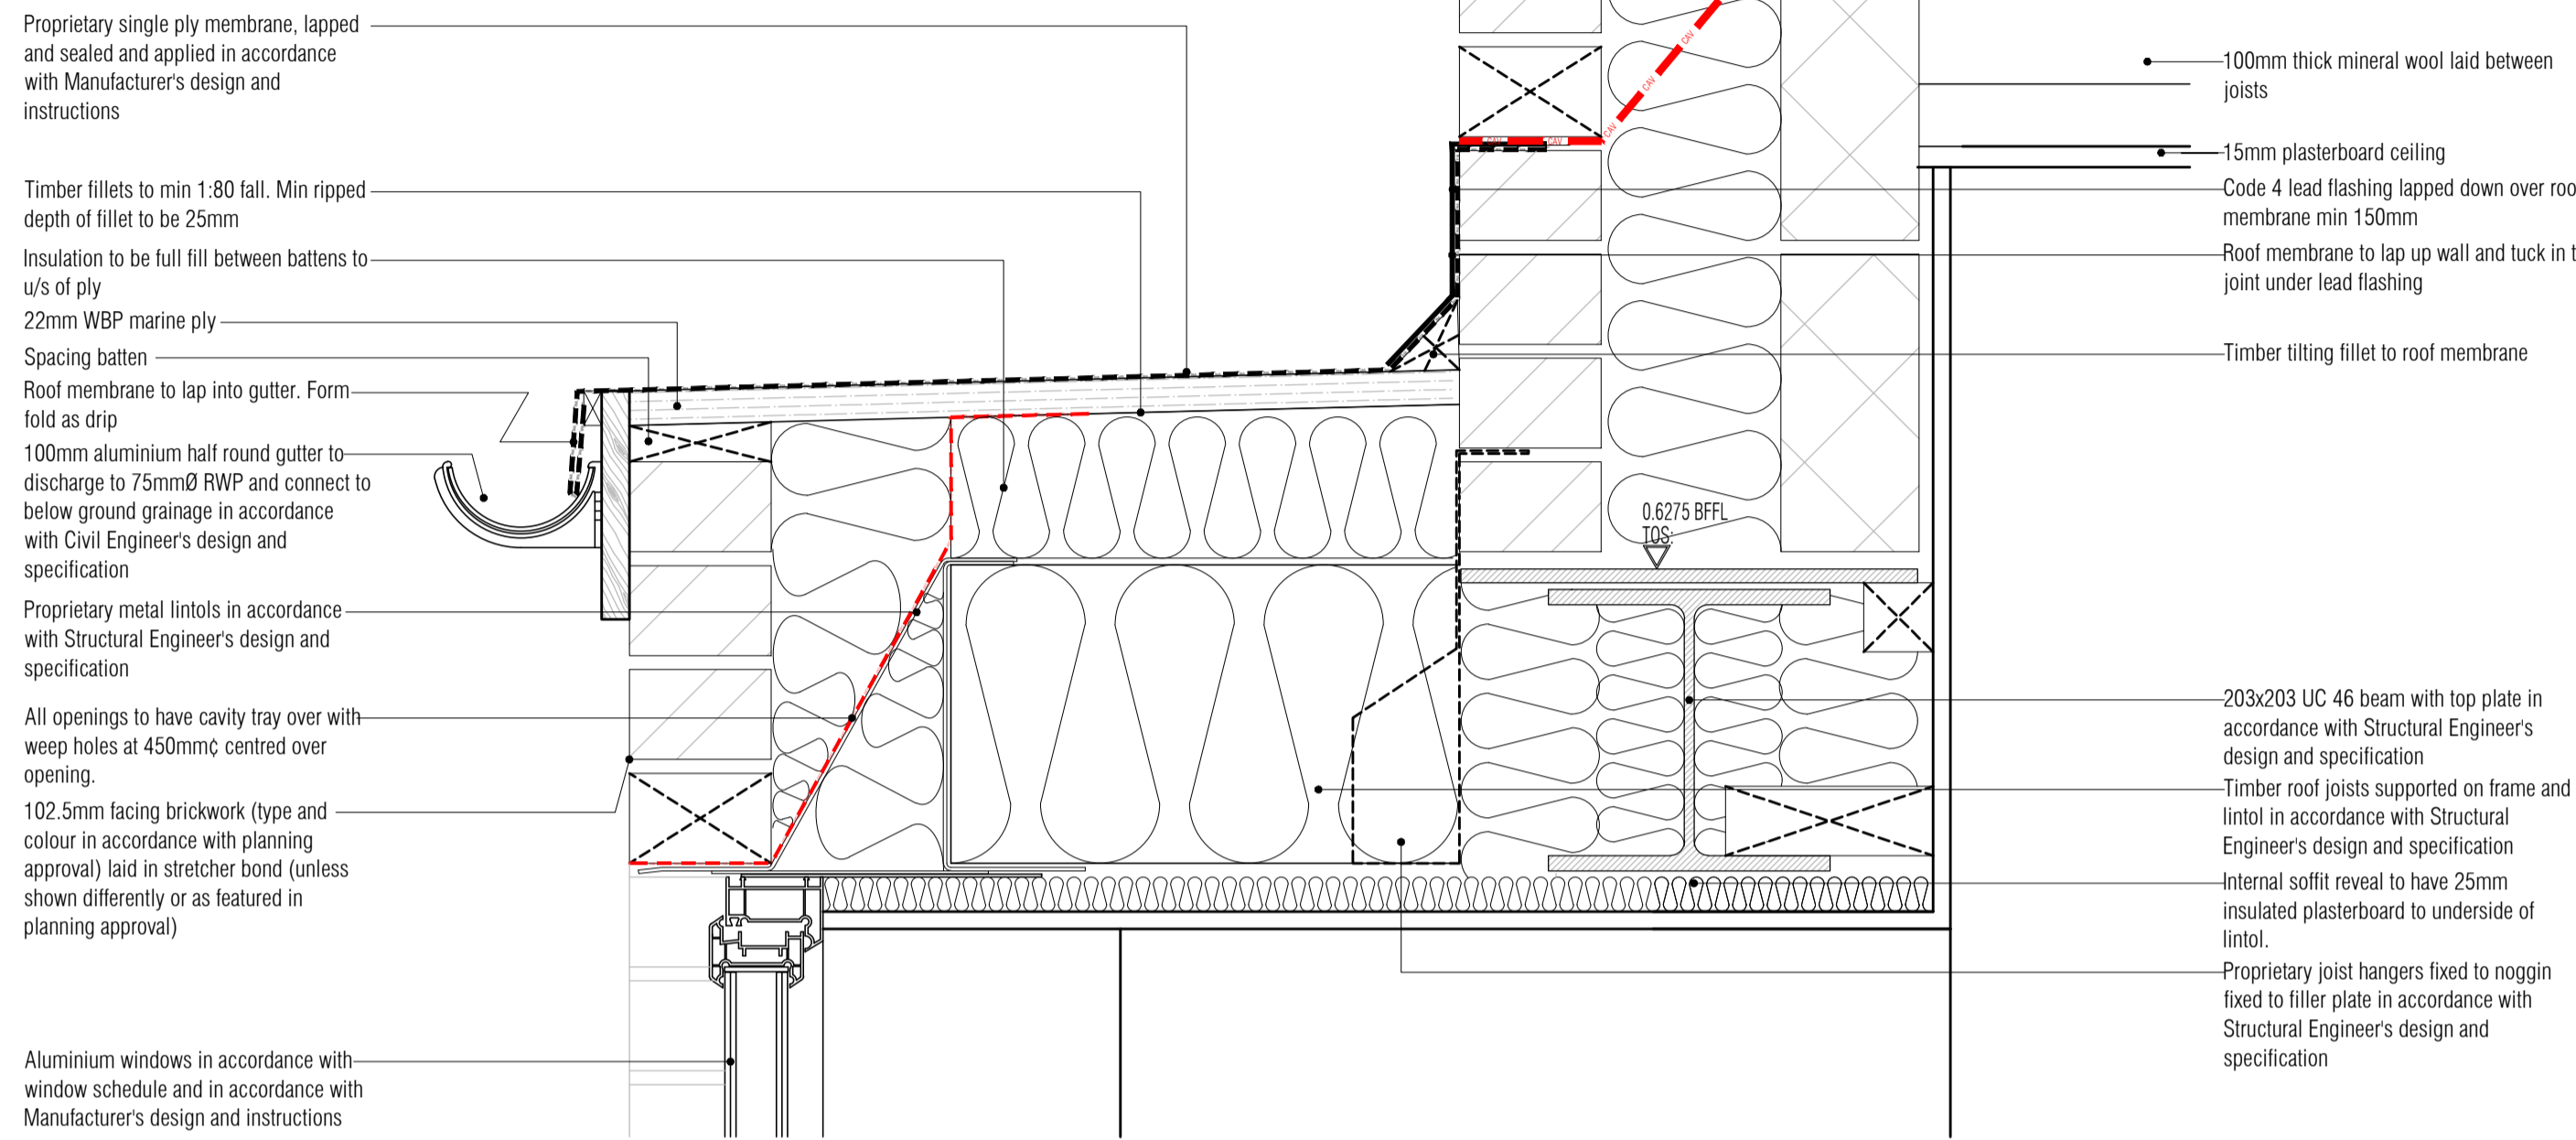 Proprietary single ply membrane, lapped
and sealed and applied in accordance
with Manufacturer's design and
instructions
Timber fillets to min 1:80 fall. Min ripped
depth of fillet to be 25mm
Insulation to be full fill between battens to
u/s of ply
22mm WBP marine ply
Spacing batten
Roof membrane to lap into gutter. Form
fold as drip
100mm aluminium half round gutter to
discharge to 75mmØ RWP and connect to
below ground grainage in accordance
with Civil Engineer's design and
specification
Proprietary metal lintols in accordance
with Structural Engineer's design and
specification
All openings to have cavity tray over with
weep holes at 450mm¢ centred over
opening.
102.5mm facing brickwork (type and
colour in accordance with planning
approval) laid in stretcher bond (unless
shown differently or as featured in
planning approval)
Aluminium windows in accordance with
window schedule and in accordance with
Manufacturer's design and instructions
CAV
CAV
CAV
CAV
CAV
0.6275 BFFL
TOS:
100mm thick mineral wool laid between
joists
15mm plasterboard ceiling
Code 4 lead flashing lapped down over roo
membrane min 150mm
Roof membrane to lap up wall and tuck in t
joint under lead flashing
Timber tilting fillet to roof membrane
203x203 UC 46 beam with top plate in
accordance with Structural Engineer's
design and specification
Timber roof joists supported on frame and
lintol in accordance with Structural
Engineer's design and specification
Internal soffit reveal to have 25mm
insulated plasterboard to underside of
lintol.
Proprietary joist hangers fixed to noggin
fixed to filler plate in accordance with
Structural Engineer's design and
specification